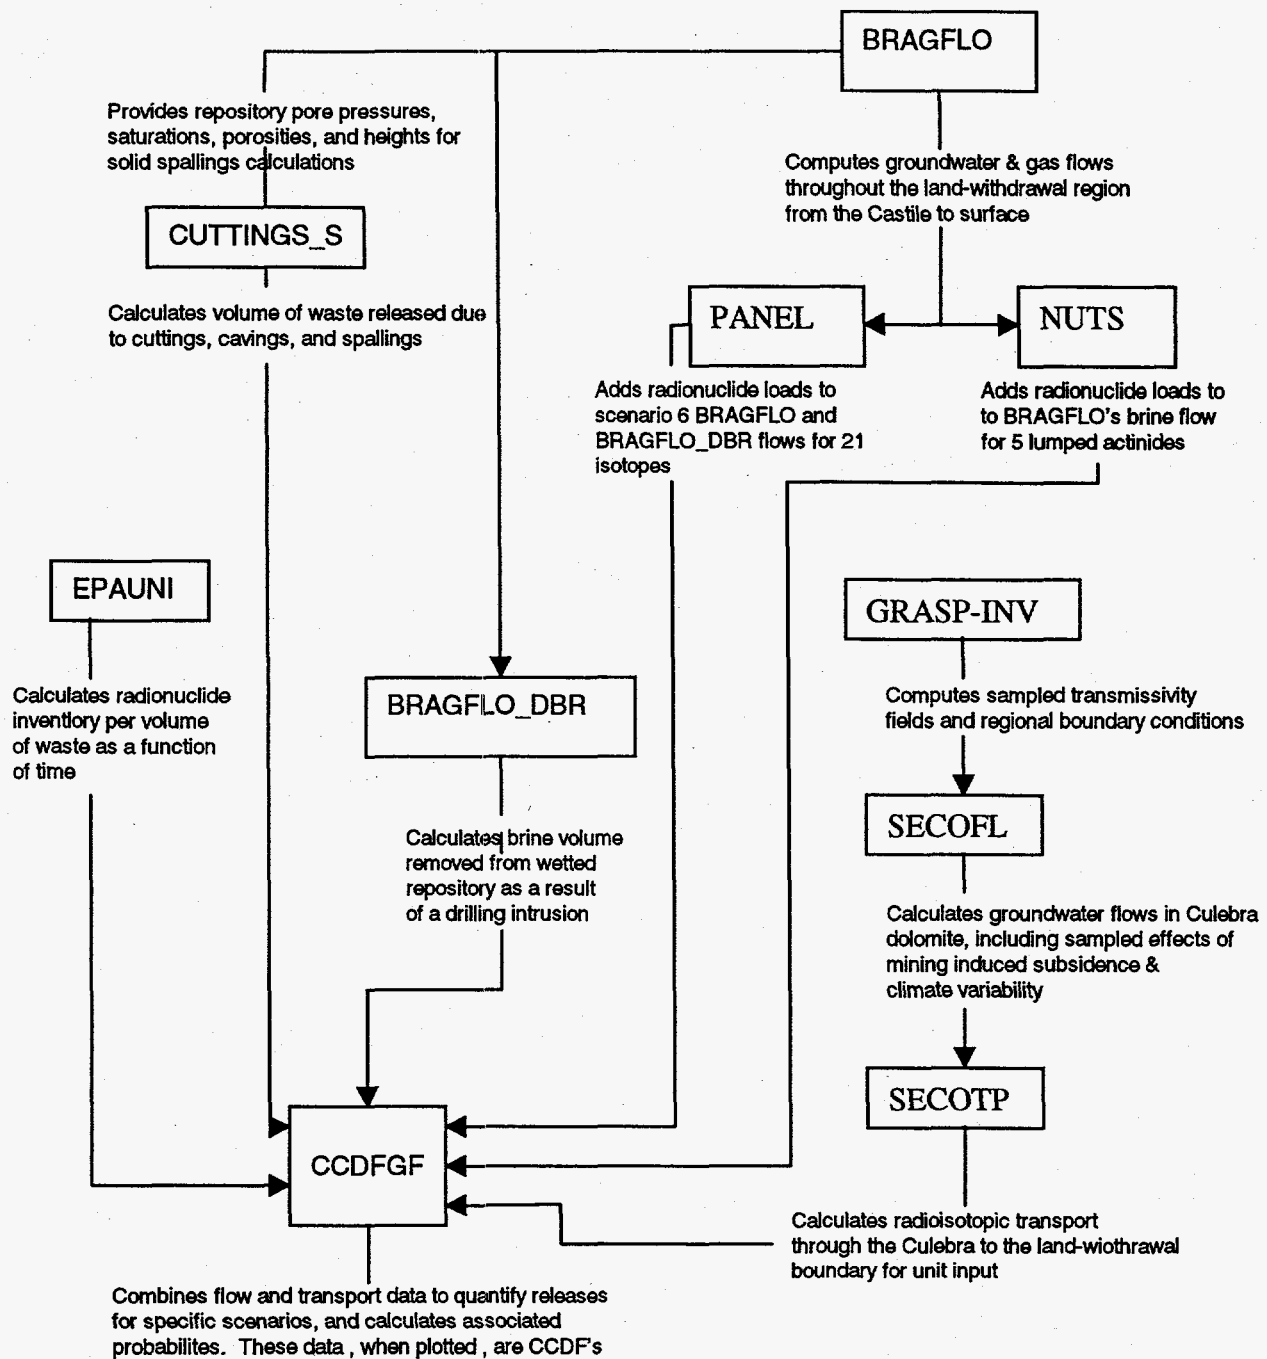 BRAGFLO
Provides repository pore pressures,
saturations, porosities, and heights for
solid spallings calculations
Computes groundwater & gas flows
throughout the land-withdrawal region
from the Castile to surface
CUTTINGS_S
Calculates volume of waste released due
to cuttings, cavings, and spallings
PANEL
NUTS
Adds radionuclide loads to
scenario 6 BRAGFLO and
BRAGFLO_DBR flows for 21
isotopes
Adds radionuclide loads to
to BRAGFLO's brine flow
for 5 lumped actinides
EPAUNI
GRASP-INV
Calculates radionuclide
inventlory per volume
of waste as a function
of time
BRAGFLO_DBR
Computes sampled transmissivity
fields and regional boundary conditions
SECOFL
Calculates brine volume
removed from wetted
repository as a result
of a drilling intrusion
Calculates groundwater flows in Culebra
dolomite, including sampled effects of
mining induced subsidence &
climate variability
SECOTP
CCDFGF
Calculates radioisotopic transport
through the Culebra to the land-wiothrawal
boundary for unit input
Combines flow and transport data to quantify releases
for specific scenarios, and calculates associated
probabilites. These data , when plotted , are CCDF's